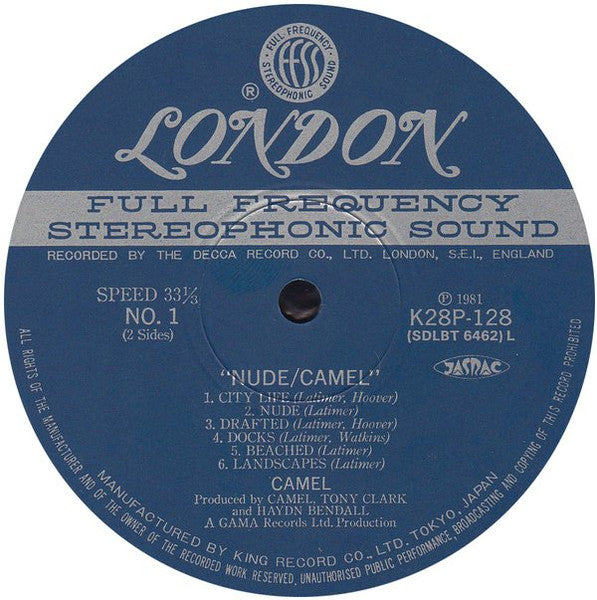 FULL FREQUENCY
ffss
STEREOPHONIC SOUND
®
LONDON
FULL FREQUENCY
STEREOPHONIC SOUND
RECORDED BY THE DECCA RECORD CO., LTD. LONDON, S.E.I., ENGLAND
SPEED 33⅓
NO. 1
(2 Sides)
Ⓟ 1981
K28P-128
(SDLBT 6462) L
JASRAC
"NUDE/CAMEL"
1. CITY LIFE (Latimer, Hoover)
2. NUDE (Latimer)
3. DRAFTED (Latimer, Hoover)
4. DOCKS (Latimer, Watkins)
5. BEACHED (Latimer)
6. LANDSCAPES (Latimer)
CAMEL
Produced by CAMEL, TONY CLARK
and HAYDN BENDALL
A GAMA Records Ltd. Production
MANUFACTURED BY KING RECORD CO., LTD. TOKYO, JAPAN
ALL RIGHTS OF THE MANUFACTURER AND OF THE OWNER OF THE RECORDED WORK RESERVED, UNAUTHORISED PUBLIC PERFORMANCE, BROADCASTING AND COPYING OF THIS RECORD PROHIBITED